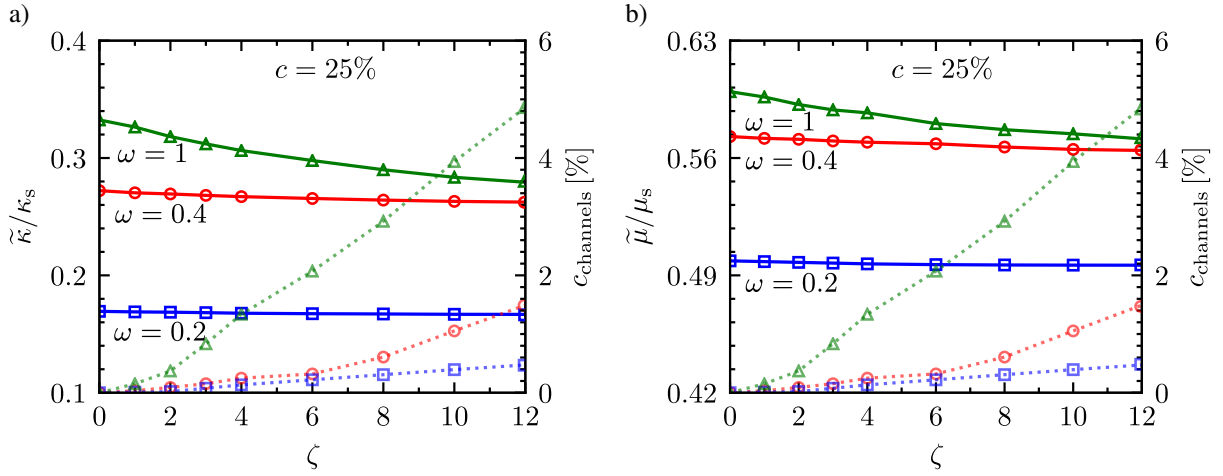 a)
c = 25%
ω = 1
ω = 0.4
ω = 0.2
0.4
0.3
0.2
0.1
κ̃/κₛ
6
4
2
0
c_channels [%]
0 2 4 6 8 10 12
ζ
b)
c = 25%
ω = 1
ω = 0.4
ω = 0.2
0.63
0.56
0.49
0.42
μ̃/μₛ
6
4
2
0
c_channels [%]
0 2 4 6 8 10 12
ζ